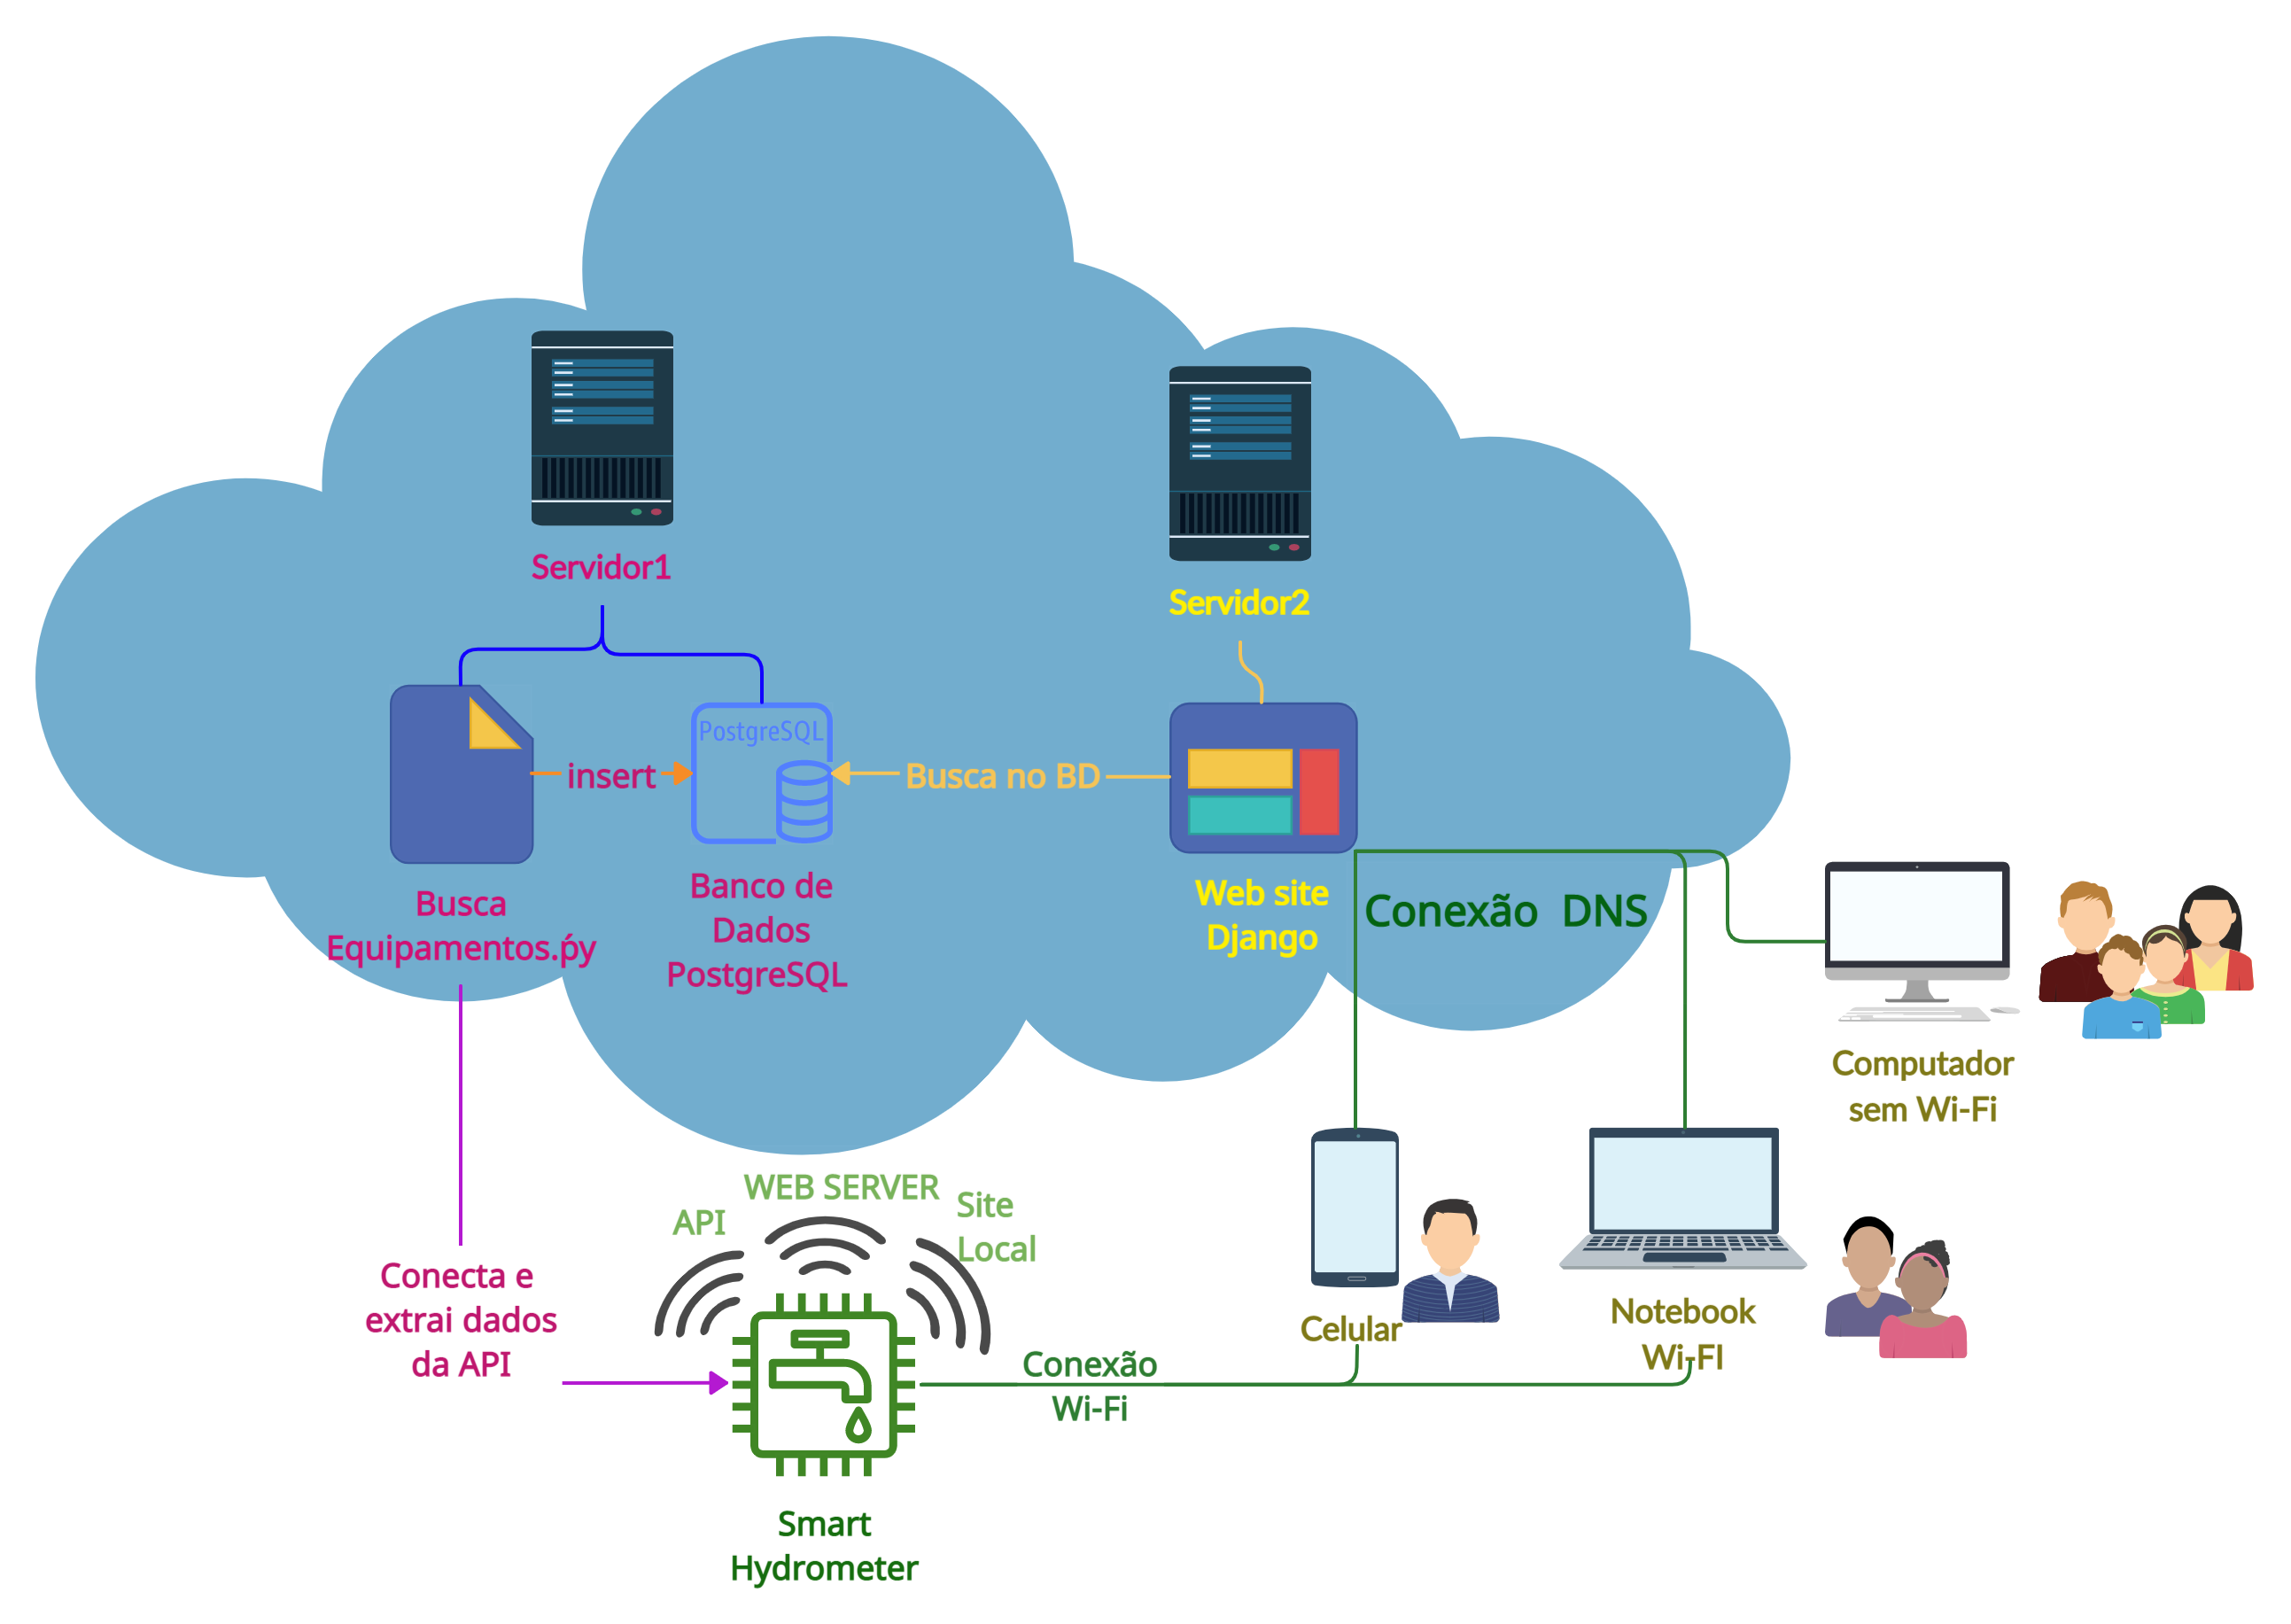 Servidor1
Servidor2
PostgreSQL
insert
Busca no BD
Busca
Equipamentos.ṕy
Banco de
Dados
PostgreSQL
Web site
Django
Conexão DNS
Computador
sem Wi-Fi
WEB SERVER
API
Site
Local
Conecta e
extrai dados
da API
Celular
Notebook
Wi-FI
Conexão
Wi-Fi
Smart
Hydrometer